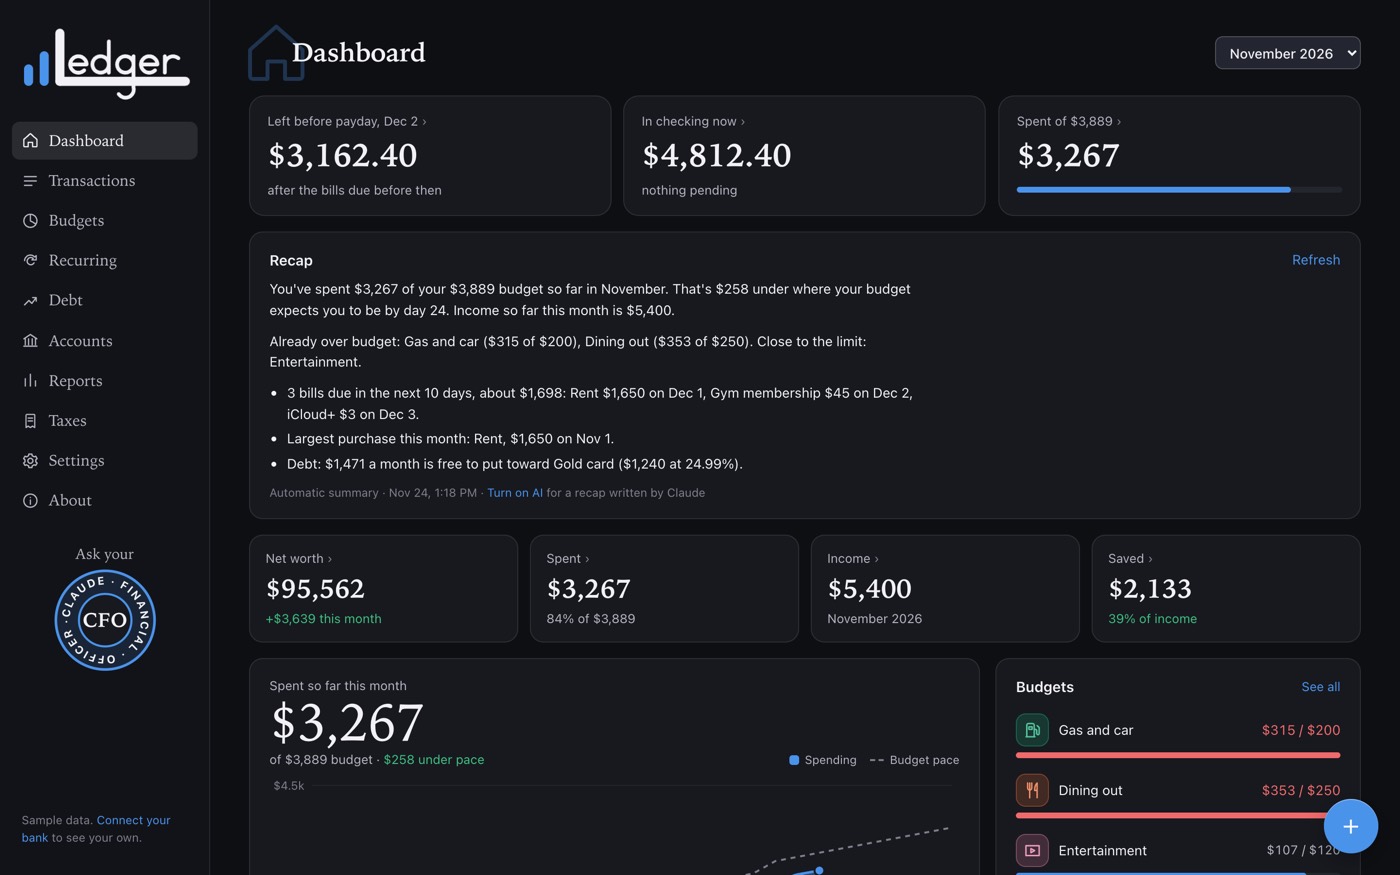 Ledger
Dashboard
Transactions
Budgets
Recurring
Debt
Accounts
Reports
Taxes
Settings
About
Ask your
CLAUDE · FINANCIAL · OFFICER ·
CFO
Sample data. Connect your
bank to see your own.
Dashboard
November 2026
Left before payday, Dec 2 ›
$3,162.40
after the bills due before then
In checking now ›
$4,812.40
nothing pending
Spent of $3,889 ›
$3,267
Recap
Refresh
You've spent $3,267 of your $3,889 budget so far in November. That's $258 under where your budget
expects you to be by day 24. Income so far this month is $5,400.
Already over budget: Gas and car ($315 of $200), Dining out ($353 of $250). Close to the limit:
Entertainment.
• 3 bills due in the next 10 days, about $1,698: Rent $1,650 on Dec 1, Gym membership $45 on Dec 2,
iCloud+ $3 on Dec 3.
• Largest purchase this month: Rent, $1,650 on Nov 1.
• Debt: $1,471 a month is free to put toward Gold card ($1,240 at 24.99%).
Automatic summary · Nov 24, 1:18 PM · Turn on AI for a recap written by Claude
Net worth ›
$95,562
+$3,639 this month
Spent ›
$3,267
84% of $3,889
Income ›
$5,400
November 2026
Saved ›
$2,133
39% of income
Spent so far this month
$3,267
of $3,889 budget · $258 under pace
Spending
Budget pace
$4.5k
Budgets
See all
Gas and car
$315 / $200
Dining out
$353 / $250
Entertainment
$107 / $120